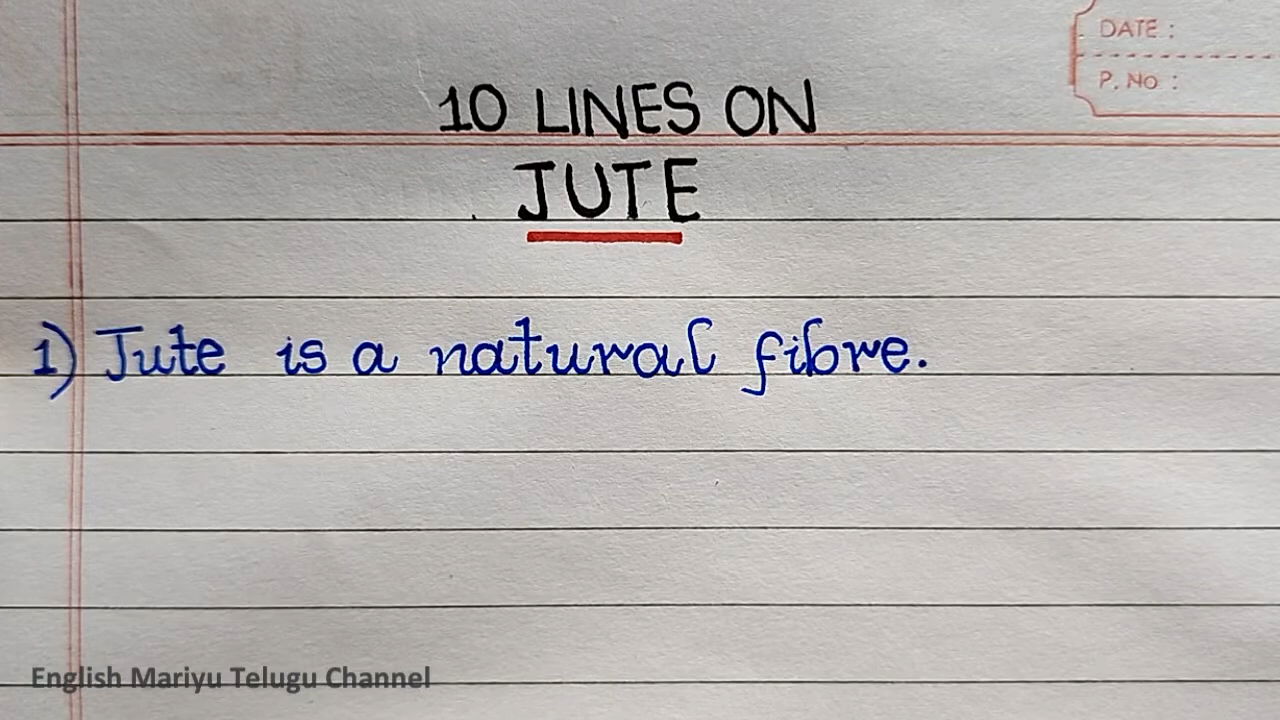 DATE :
P. No :
10 LINES ON
JUTE
1) Jute is a natural fibre.
English Mariyu Telugu Channel